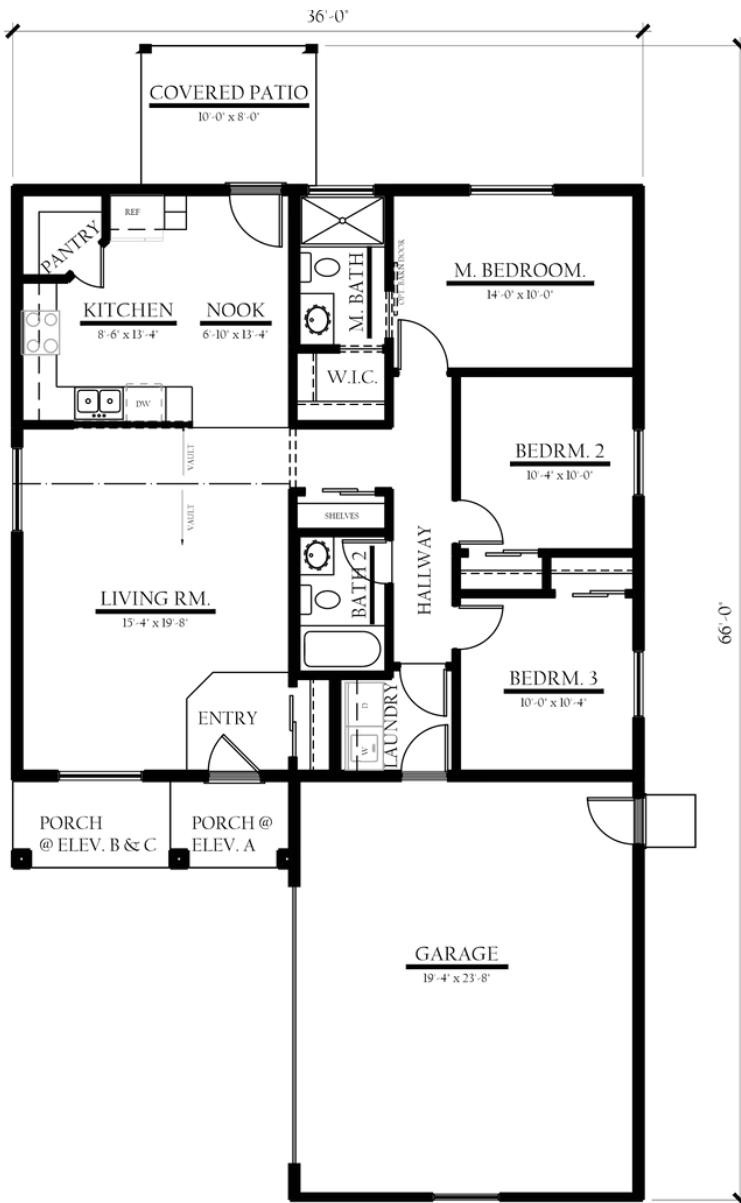 36'-0"
COVERED PATIO
10'-0" x 8'-0"
REF
PANTRY
KITCHEN
8'-6" x 13'-4"
NOOK
6'-10" x 13'-4"
DW
M. BATH
OPT. BARN DOOR
M. BEDROOM.
14'-0" x 10'-0"
W.I.C.
VAULT
VAULT
SHELVES
BEDRM. 2
10'-4" x 10'-0"
HALLWAY
BATH 2
LIVING RM.
15'-4" x 19'-8"
66'-0"
BEDRM. 3
10'-0" x 10'-4"
ENTRY
D
W
LAUNDRY
PORCH
@ ELEV. B & C
PORCH @
ELEV. A
GARAGE
19'-4" x 23'-8"